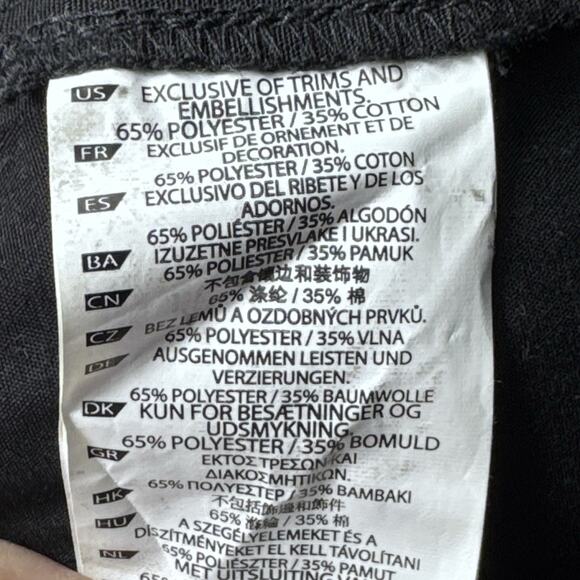 US EXCLUSIVE OF TRIMS AND
EMBELLISHMENTS.
65% POLYESTER / 35% COTTON
FR EXCLUSIF DE ORNEMENT ET DE
DECORATION.
65% POLYESTER / 35% COTON
ES EXCLUSIVO DEL RIBETE Y DE LOS
ADORNOS.
65% POLIÉSTER / 35% ALGODÓN
BA IZUZETNE PRESVLAKE I UKRASI.
65% POLIESTER / 35% PAMUK
CN 不包含镶边和装饰物
65% 涤纶 / 35% 棉
CZ BEZ LEMŮ A OZDOBNÝCH PRVKŮ.
65% POLYESTER / 35% VLNA
DE AUSGENOMMEN LEISTEN UND
VERZIERUNGEN.
65% POLYESTER / 35% BAUMWOLLE
DK KUN FOR BESÆTNINGER OG
UDSMYKNING.
65% POLYESTER / 35% BOMULD
GR ΕΚΤΟΣ ΤΡΕΣΩΝ ΚΑΙ
ΔΙΑΚΟΣΜΗΤΙΚΩΝ.
65% ΠΟΛΥΕΣΤΕΡ / 35% ΒΑΜΒΑΚΙ
HK 不包括飾邊和飾件
65% 滌綸 / 35% 棉
HU A SZEGÉLYELEMEKET ÉS A
DÍSZÍTMÉNYEKET EL KELL TÁVOLÍTANI
65% POLIÉSZTER / 35% PAMUT
NL MET UITSLUITING VAN
65%